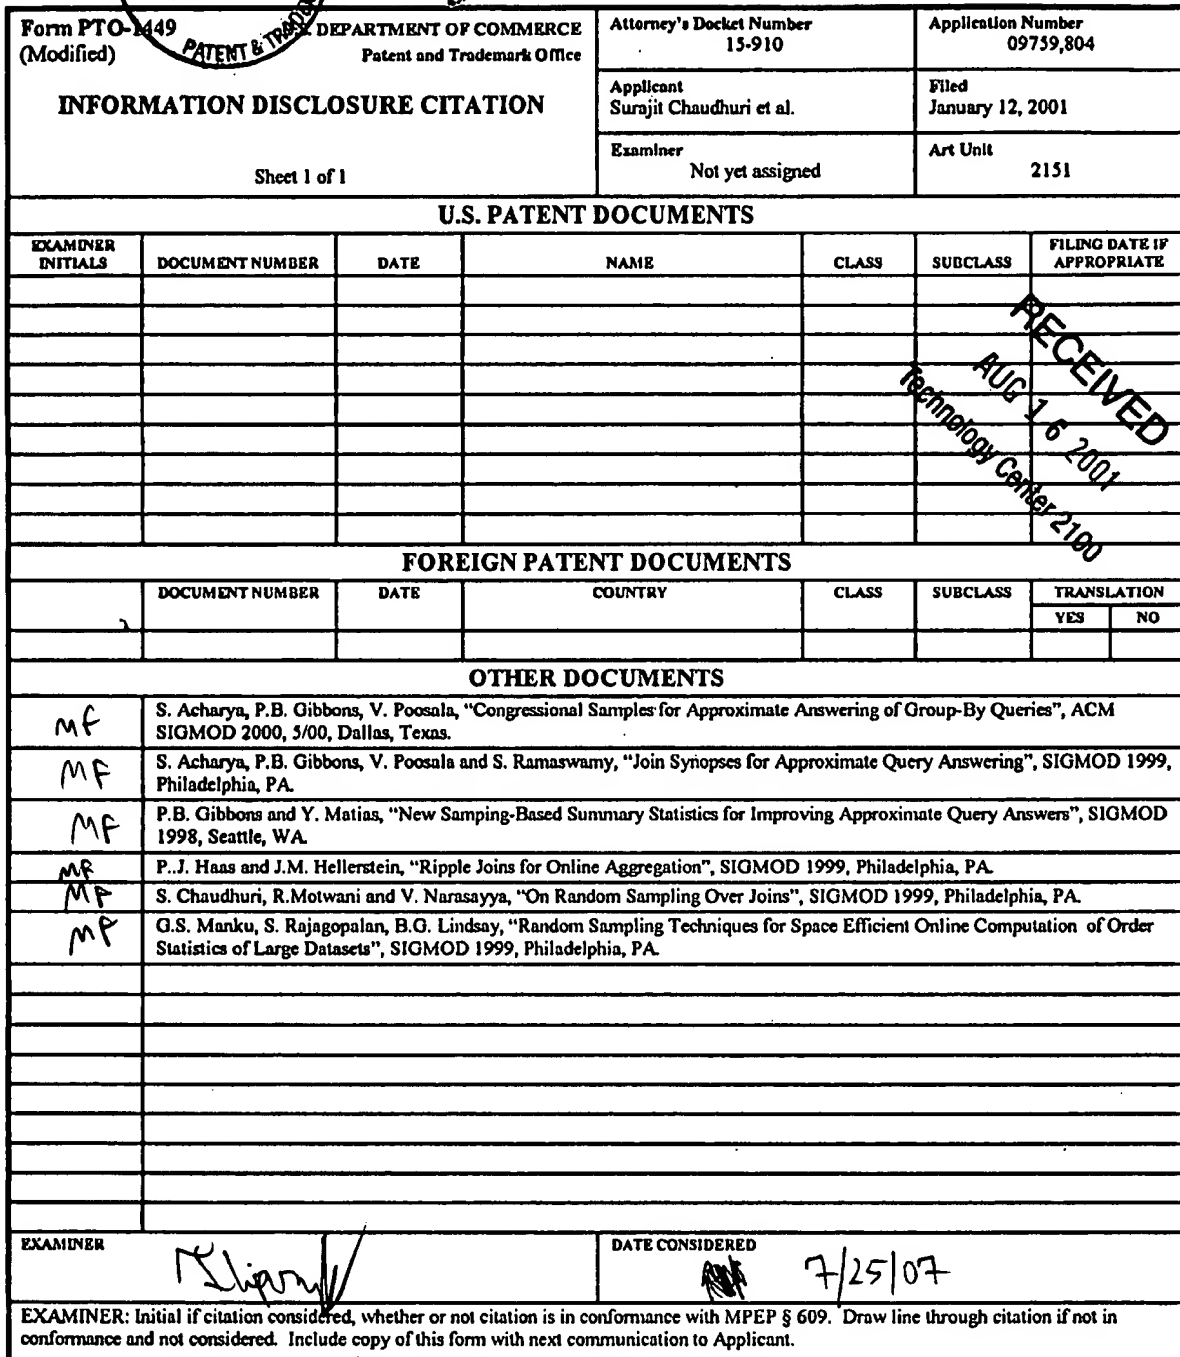 Form PTO-1449
(Modified)
PATENT &
DEPARTMENT OF COMMERCE
Patent and Trademark Office
INFORMATION DISCLOSURE CITATION
Sheet 1 of 1
Attorney's Docket Number
15-910
Application Number
09759,804
Applicant
Surajit Chaudhuri et al.
Filed
January 12, 2001
Examiner
Not yet assigned
Art Unit
2151
U.S. PATENT DOCUMENTS
EXAMINER INITIALS DOCUMENT NUMBER DATE NAME CLASS SUBCLASS FILING DATE IF APPROPRIATE
RECEIVED
AUG 16 2001
Technology Center 2100
FOREIGN PATENT DOCUMENTS
DOCUMENT NUMBER DATE COUNTRY CLASS SUBCLASS TRANSLATION
YES NO
OTHER DOCUMENTS
MF S. Acharya, P.B. Gibbons, V. Poosala, “Congressional Samples for Approximate Answering of Group-By Queries”, ACM
SIGMOD 2000, 5/00, Dallas, Texas.
MF S. Acharya, P.B. Gibbons, V. Poosala and S. Ramaswamy, “Join Synopses for Approximate Query Answering”, SIGMOD 1999,
Philadelphia, PA.
MF P.B. Gibbons and Y. Matias, “New Samping-Based Summary Statistics for Improving Approximate Query Answers”, SIGMOD
1998, Seattle, WA.
MF P..J. Haas and J.M. Hellerstein, “Ripple Joins for Online Aggregation”, SIGMOD 1999, Philadelphia, PA.
MF S. Chaudhuri, R.Motwani and V. Narasayya, “On Random Sampling Over Joins”, SIGMOD 1999, Philadelphia, PA.
MF G.S. Manku, S. Rajagopalan, B.G. Lindsay, “Random Sampling Techniques for Space Efficient Online Computation of Order
Statistics of Large Datasets”, SIGMOD 1999, Philadelphia, PA.
EXAMINER
DATE CONSIDERED
7/25/07
EXAMINER: Initial if citation considered, whether or not citation is in conformance with MPEP § 609. Draw line through citation if not in
conformance and not considered. Include copy of this form with next communication to Applicant.